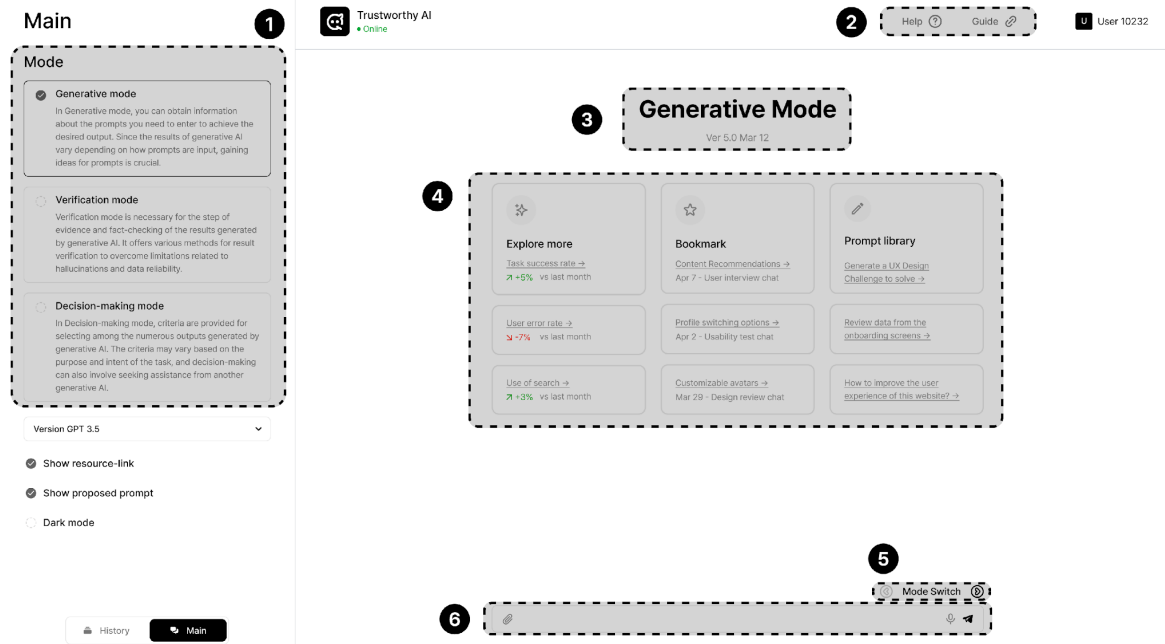 Main
1
Mode
Generative mode
In Generative mode, you can obtain information
about the prompts you need to enter to achieve the
desired output. Since the results of generative AI
vary depending on how prompts are input, gaining
ideas for prompts is crucial.
Verification mode
Verification mode is necessary for the step of
evidence and fact-checking of the results generated
by generative AI. It offers various methods for result
verification to overcome limitations related to
hallucinations and data reliability.
Decision-making mode
In Decision-making mode, criteria are provided for
selecting among the numerous outputs generated by
generative AI. The criteria may vary based on the
purpose and intent of the task, and decision-making
can also involve seeking assistance from another
generative AI.
Version GPT 3.5
Show resource-link
Show proposed prompt
Dark mode
History
Main
Trustworthy AI
Online
2
Help ?
Guide
U
User 10232
3
Generative Mode
Ver 5.0 Mar 12
4
Explore more
Task success rate →
↗ +5% vs last month
User error rate →
↘ -7% vs last month
Use of search →
↗ +3% vs last month
Bookmark
Content Recommendations →
Apr 7 - User interview chat
Profile switching options →
Apr 2 - Usability test chat
Customizable avatars →
Mar 29 - Design review chat
Prompt library
Generate a UX Design
Challenge to solve →
Review data from the
onboarding screens →
How to improve the user
experience of this website? →
5
Mode Switch
6